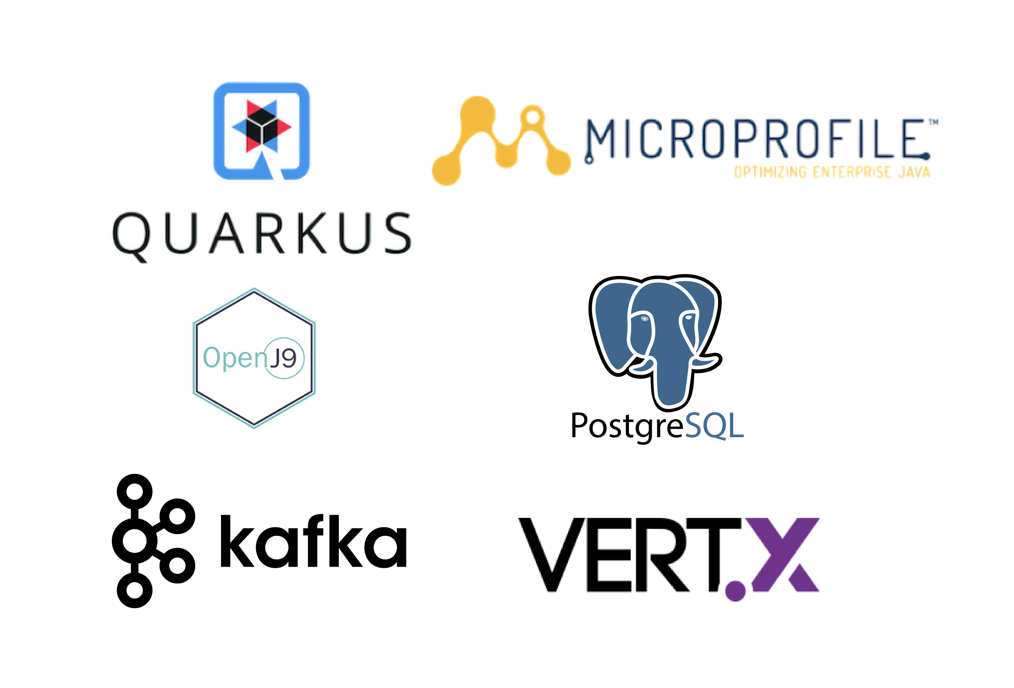 QUARKUS
MICROPROFILE™
OPTIMIZING ENTERPRISE JAVA
OpenJ9
PostgreSQL
kafka
VERT.X